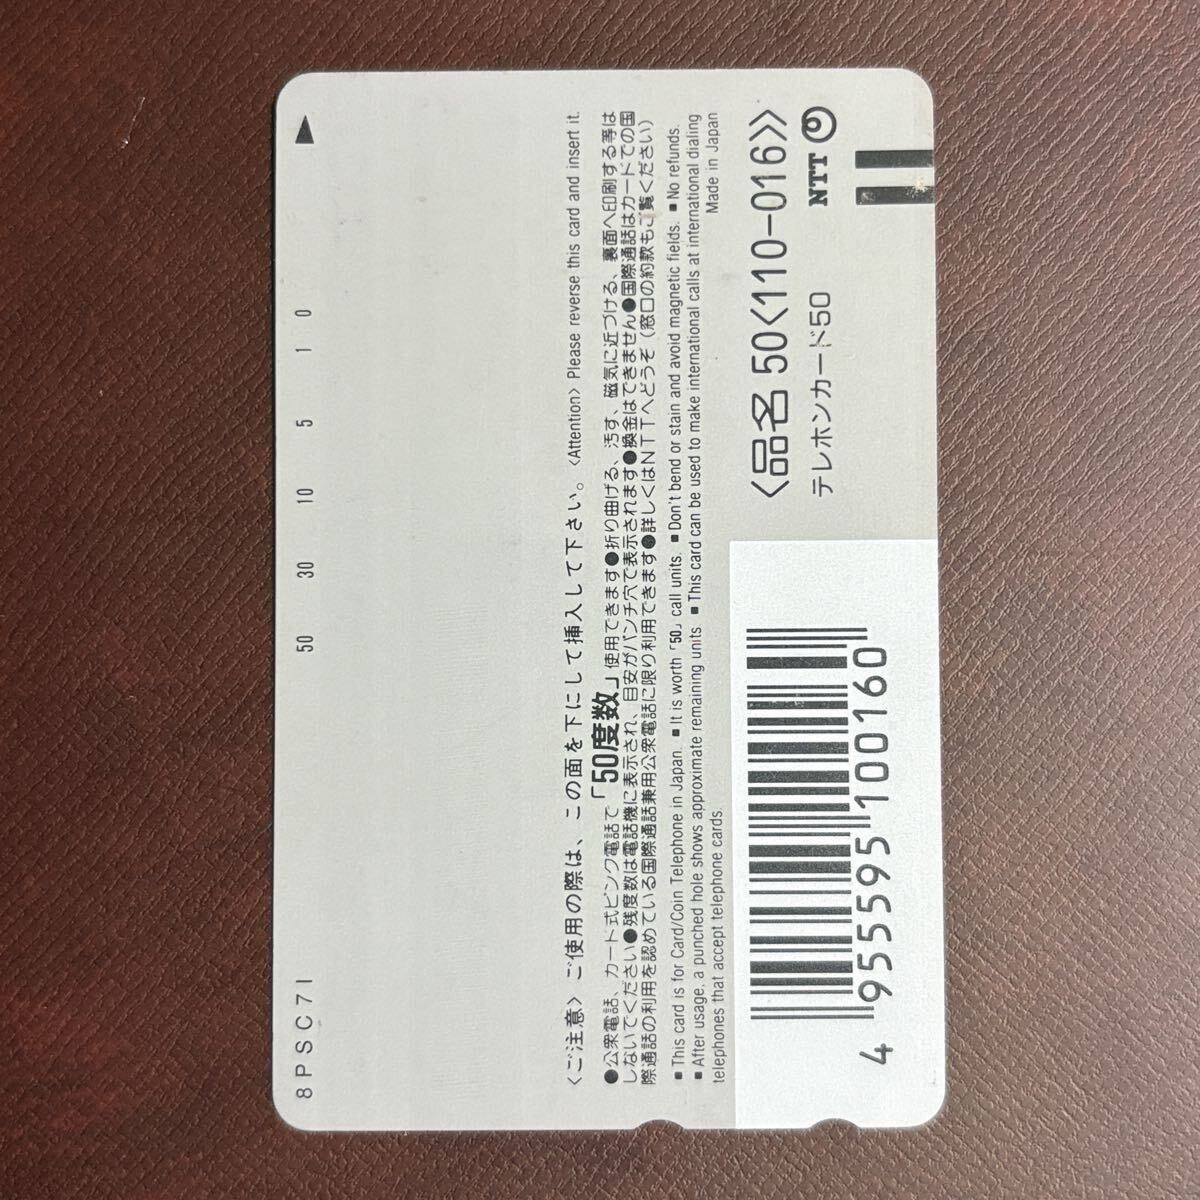 8PSC71
50 30 10 5 1 0
〈ご注意〉ご使用の際は、この面を下にして挿入して下さい。〈Attention〉Please reverse this card and insert it.
●公衆電話、カード式ピンク電話で「50度数」使用できます●折り曲げる、汚す、磁気に近づける、裏面へ印刷する等は
しないでください●残度数は電話機に表示され、目安がパンチ穴で表示されます●換金はできません●国際通話はカードでの国
際通話の利用を認めている国際通話兼用公衆電話に限り利用できます●詳しくはNTTへどうぞ(窓口の約款もご覧ください)
■This card is for Card/Coin Telephone in Japan. ■It is worth「50」call units. ■Don't bend or stain and avoid magnetic fields. ■No refunds.
■After usage, a punched hole shows approximate remaining units. ■This card can be used to make international calls at international dialing
telephones that accept telephone cards. Made in Japan
〈品名 50〈110-016〉〉
テレホンカード50
NTT
4 955595 100160